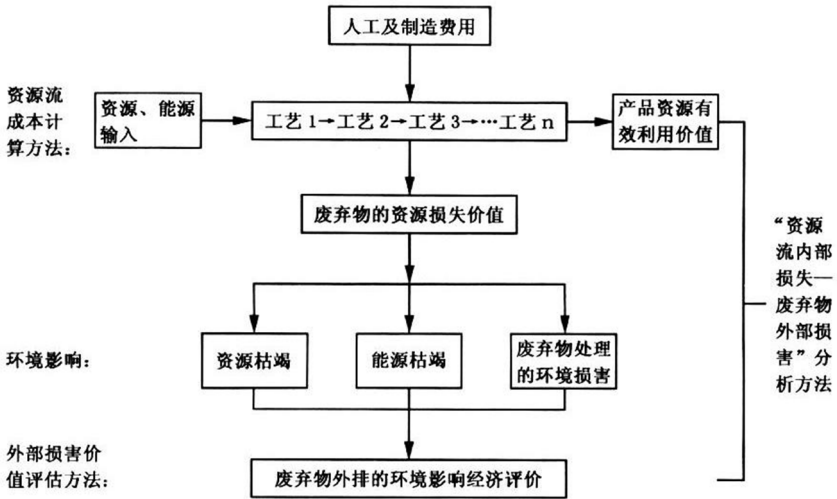 人工及制造费用
资源流
成本计
算方法：
资源、能源
输入
工艺1→工艺2→工艺3→…工艺n
产品资源有
效利用价值
废弃物的资源损失价值
“资源
流内部
损失—
废弃物
外部损
害”分
析方法
环境影响：
资源枯竭
能源枯竭
废弃物处理
的环境损害
外部损害价
值评估方法：
废弃物外排的环境影响经济评价